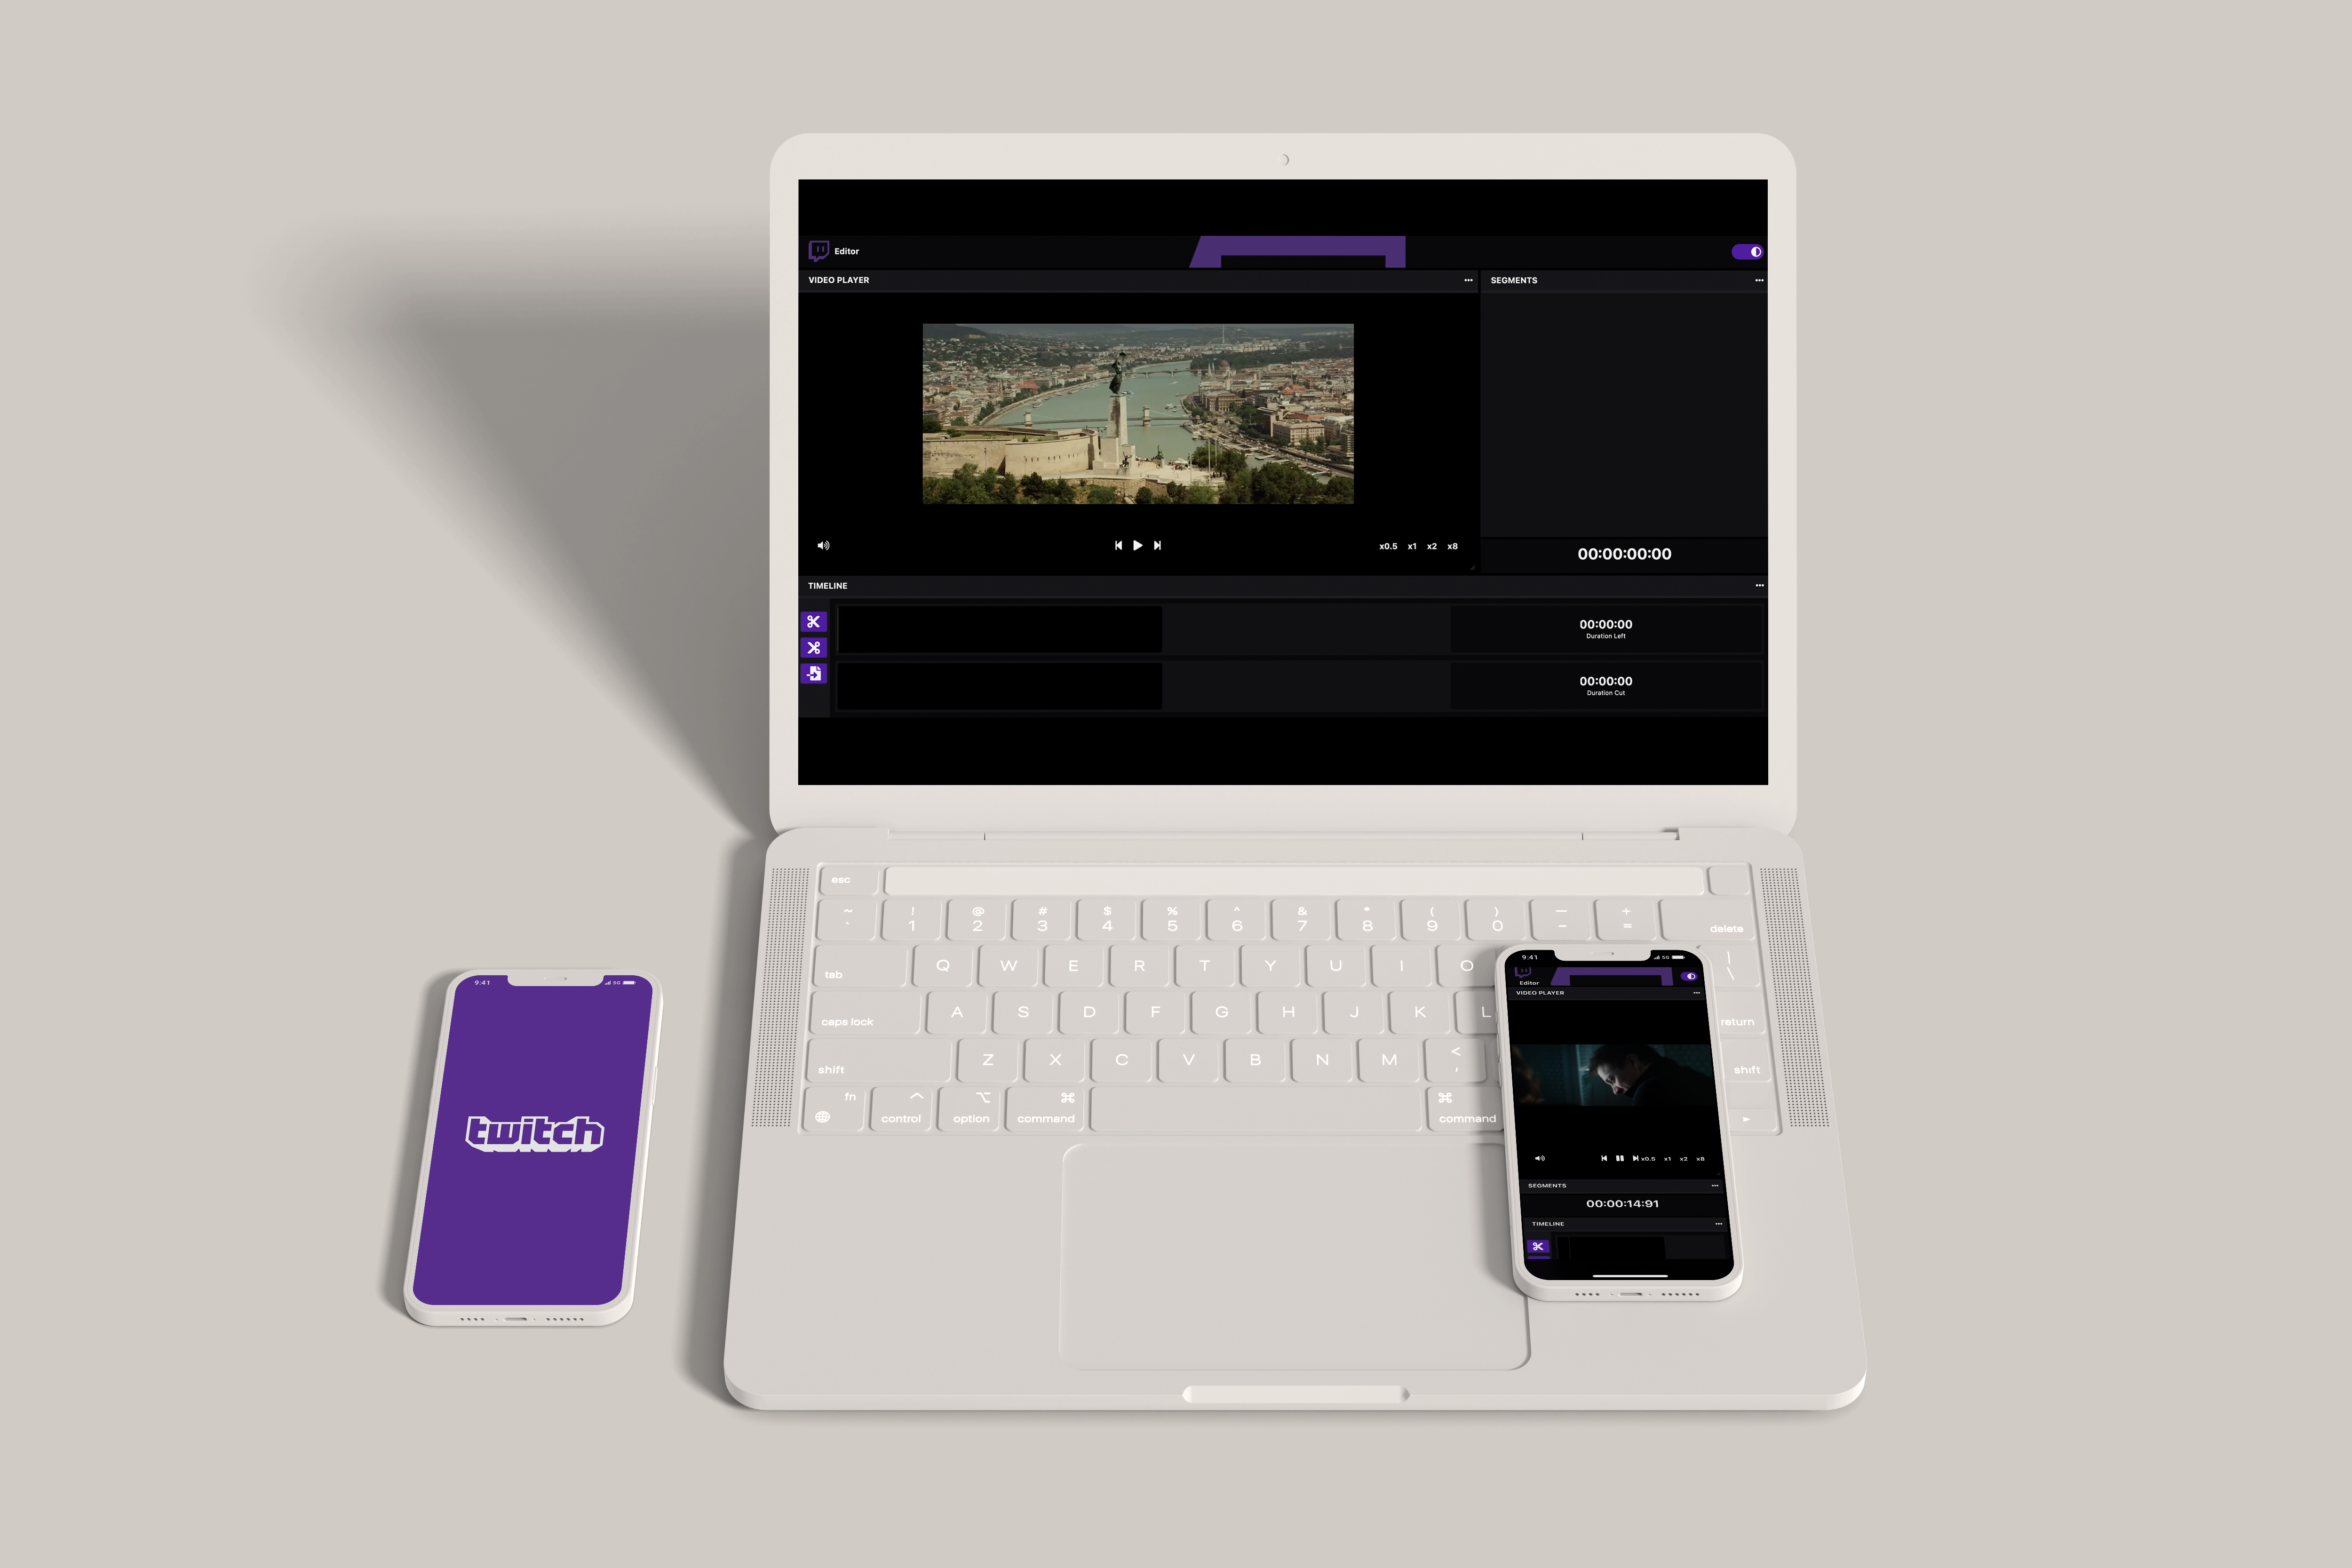 Editor
VIDEO PLAYER
SEGMENTS
x0.5 x1 x2 x8
00:00:00:00
TIMELINE
00:00:00
Duration Left
00:00:00
Duration Cut
esc
~ ! @ # $ % ^ & * ( ) — +
` 1 2 3 4 5 6 7 8 9 0 - = delete
tab Q W E R T Y U I O | \
caps lock A S D F G H J K L return
shift Z X C V B N M < , shift
fn control option command command
9:41 5G
twitch
9:41 5G
Editor
VIDEO PLAYER
x0.5 x1 x2 x8
SEGMENTS
00:00:14:91
TIMELINE